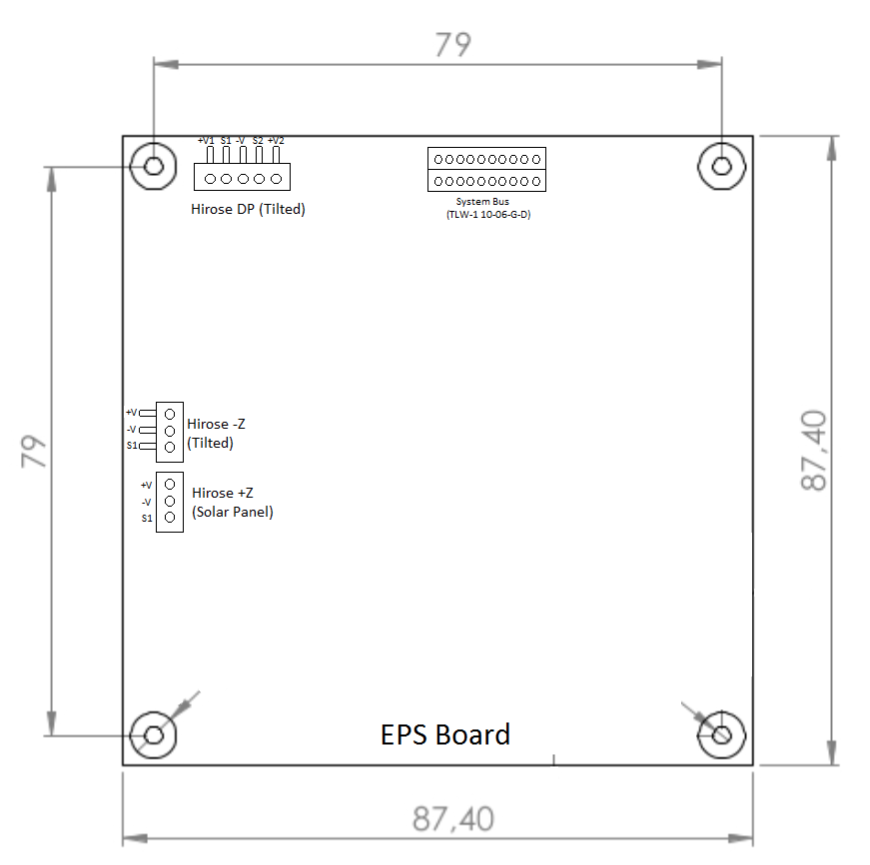 79
+V1 S1 -V S2 +V2
Hirose DP (Tilted)
System Bus
(TLW-1 10-06-G-D)
79
87,40
+V
-V
S1
Hirose -Z
(Tilted)
+V
-V
S1
Hirose +Z
(Solar Panel)
EPS Board
87,40